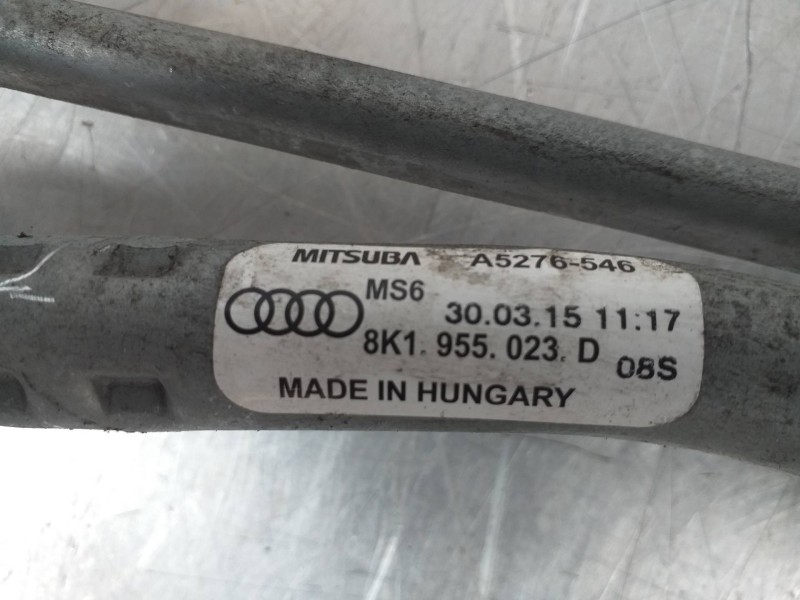 MITSUBA A5276-546
MS6 30.03.15 11:17
8K1. 955. 023. D 08S
MADE IN HUNGARY